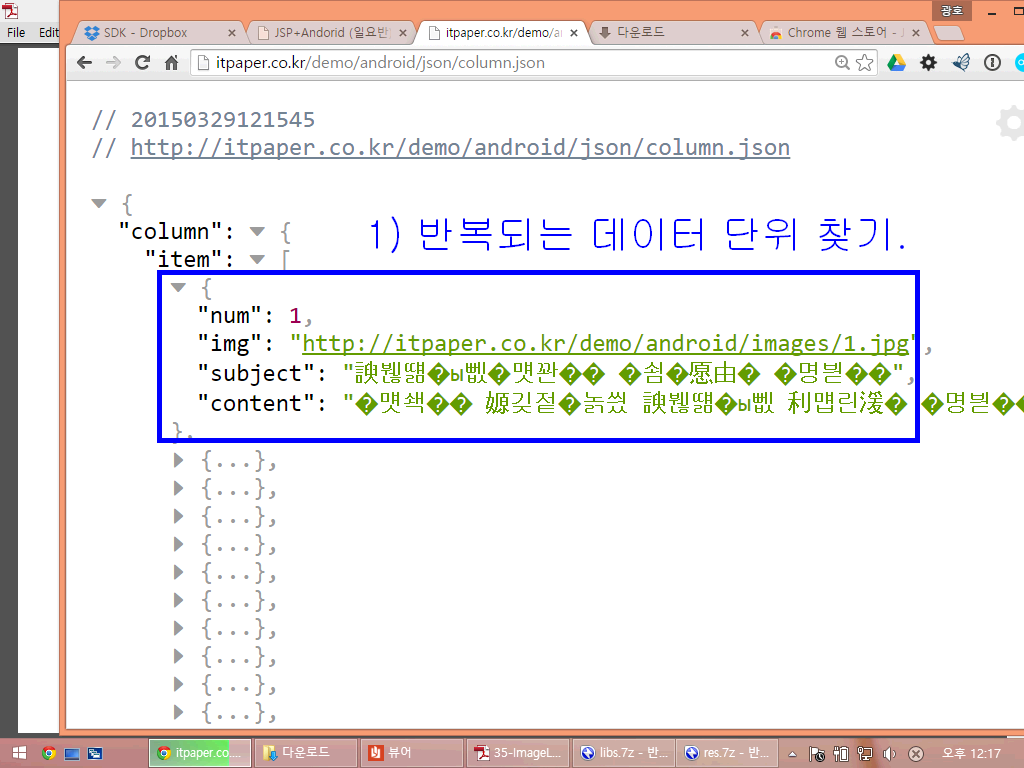 광호
File Edit
SDK - Dropbox
JSP+Andorid (일요반
itpaper.co.kr/demo/a
다운로드
Chrome 웹 스토어 - J
itpaper.co.kr/demo/android/json/column.json
// 20150329121545
// http://itpaper.co.kr/demo/android/json/column.json
{
"column": {
1) 반복되는 데이터 단위 찾기.
"item": [
{
"num": 1,
"img": "http://itpaper.co.kr/demo/android/images/1.jpg",
"subject":
"content":
},
{...},
{...},
{...},
{...},
{...},
{...},
{...},
{...},
{...},
{...},
itpaper.co....
다운로드
뷰어
35-ImageL...
libs.7z - 반...
res.7z - 반...
오후 12:17